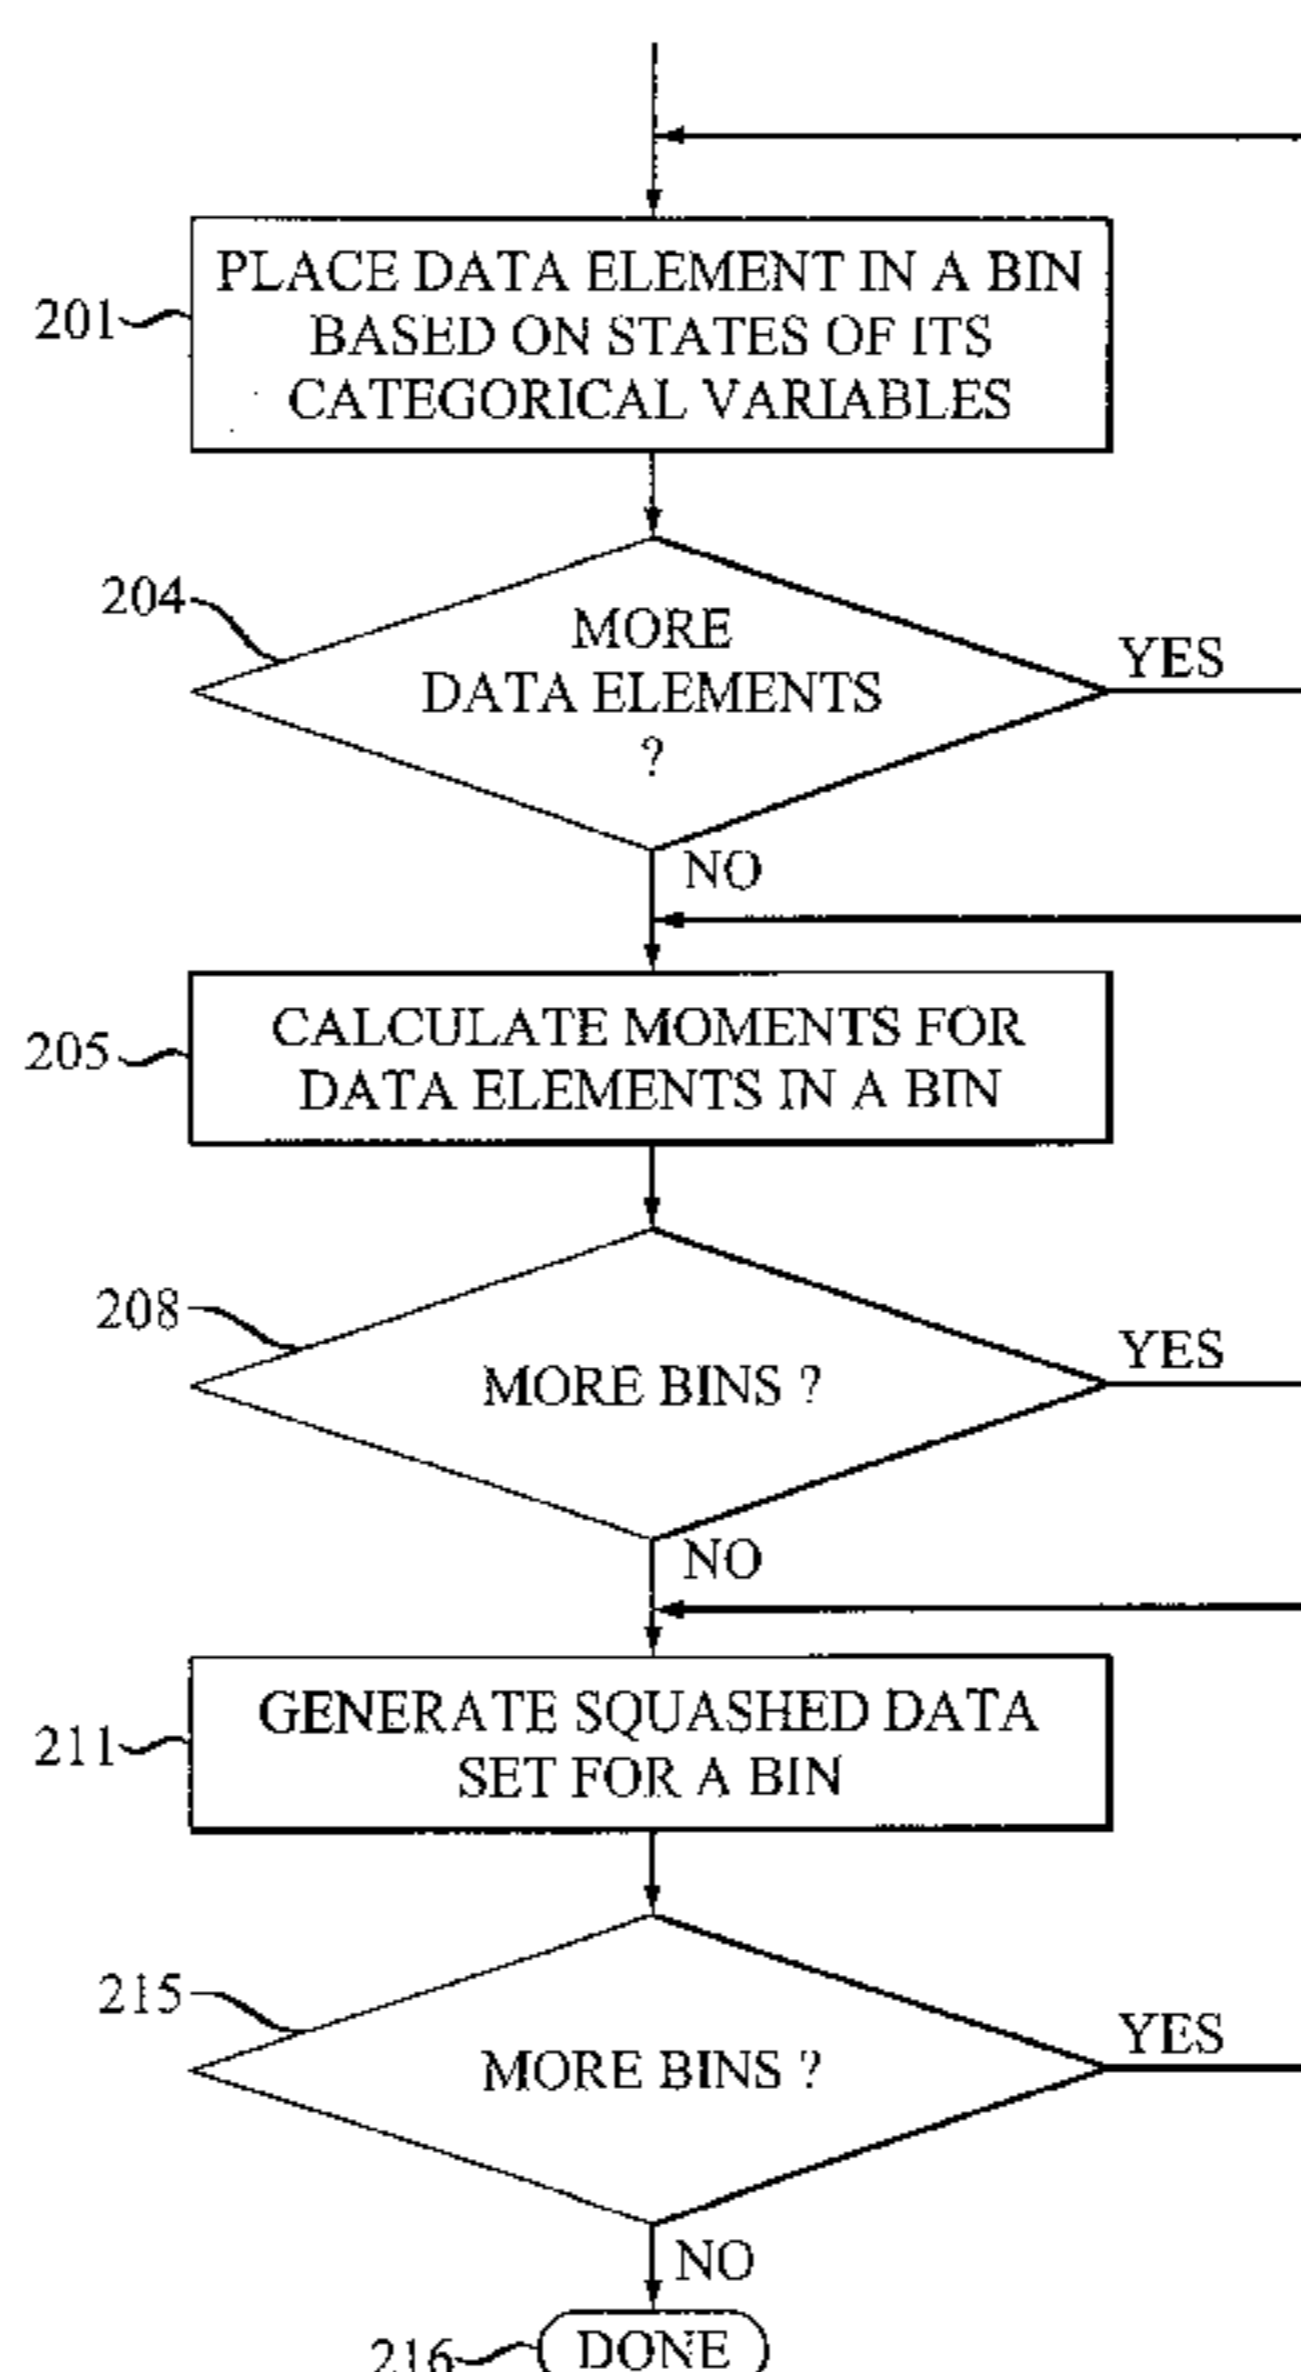 PLACE DATA ELEMENT IN A BIN
BASED ON STATES OF ITS
CATEGORICAL VARIABLES
201
204
MORE
DATA ELEMENTS
?
YES
NO
CALCULATE MOMENTS FOR
DATA ELEMENTS IN A BIN
205
208
MORE BINS ?
YES
NO
GENERATE SQUASHED DATA
SET FOR A BIN
211
215
MORE BINS ?
YES
NO
216
DONE